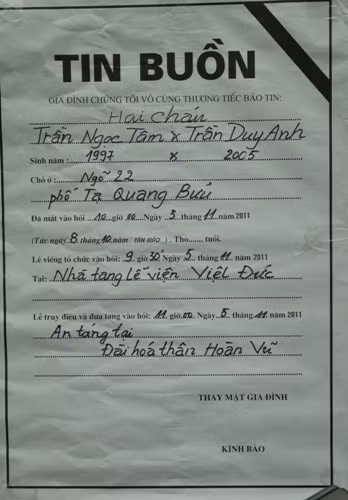 TIN BUỒN
GIA ĐÌNH CHÚNG TÔI VÔ CÙNG THƯƠNG TIẾC BÁO TIN:
Hai cháu
Trần Ngọc Tâm x Trần Duy Anh
Sinh năm : 1997 x 2005
Chỗ ở : Ngõ 22
phố Tạ Quang Bửu
Đã mất vào hồi 10 giờ 00 Ngày 3 tháng 11 năm 2011
(Tức ngày 8 tháng 10 năm tân mão ) . Thọ....... tuổi.
Lễ viếng tổ chức vào hồi: 9 giờ 30' Ngày 5 tháng 11 năm 2011
Tại: Nhà tang lễ viện Việt Đức
Lễ truy điệu và đưa tang vào hồi: 11 giờ 00 Ngày 5 tháng 11 năm 2011
An táng tại
Đài hoá thân Hoàn Vũ
THAY MẶT GIA ĐÌNH
KÍNH BÁO